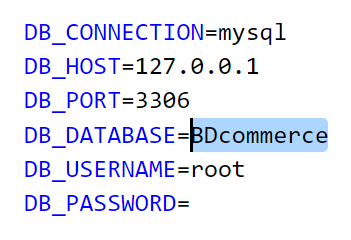 DB_CONNECTION=mysql
DB_HOST=127.0.0.1
DB_PORT=3306
DB_DATABASE=BDcommerce
DB_USERNAME=root
DB_PASSWORD=